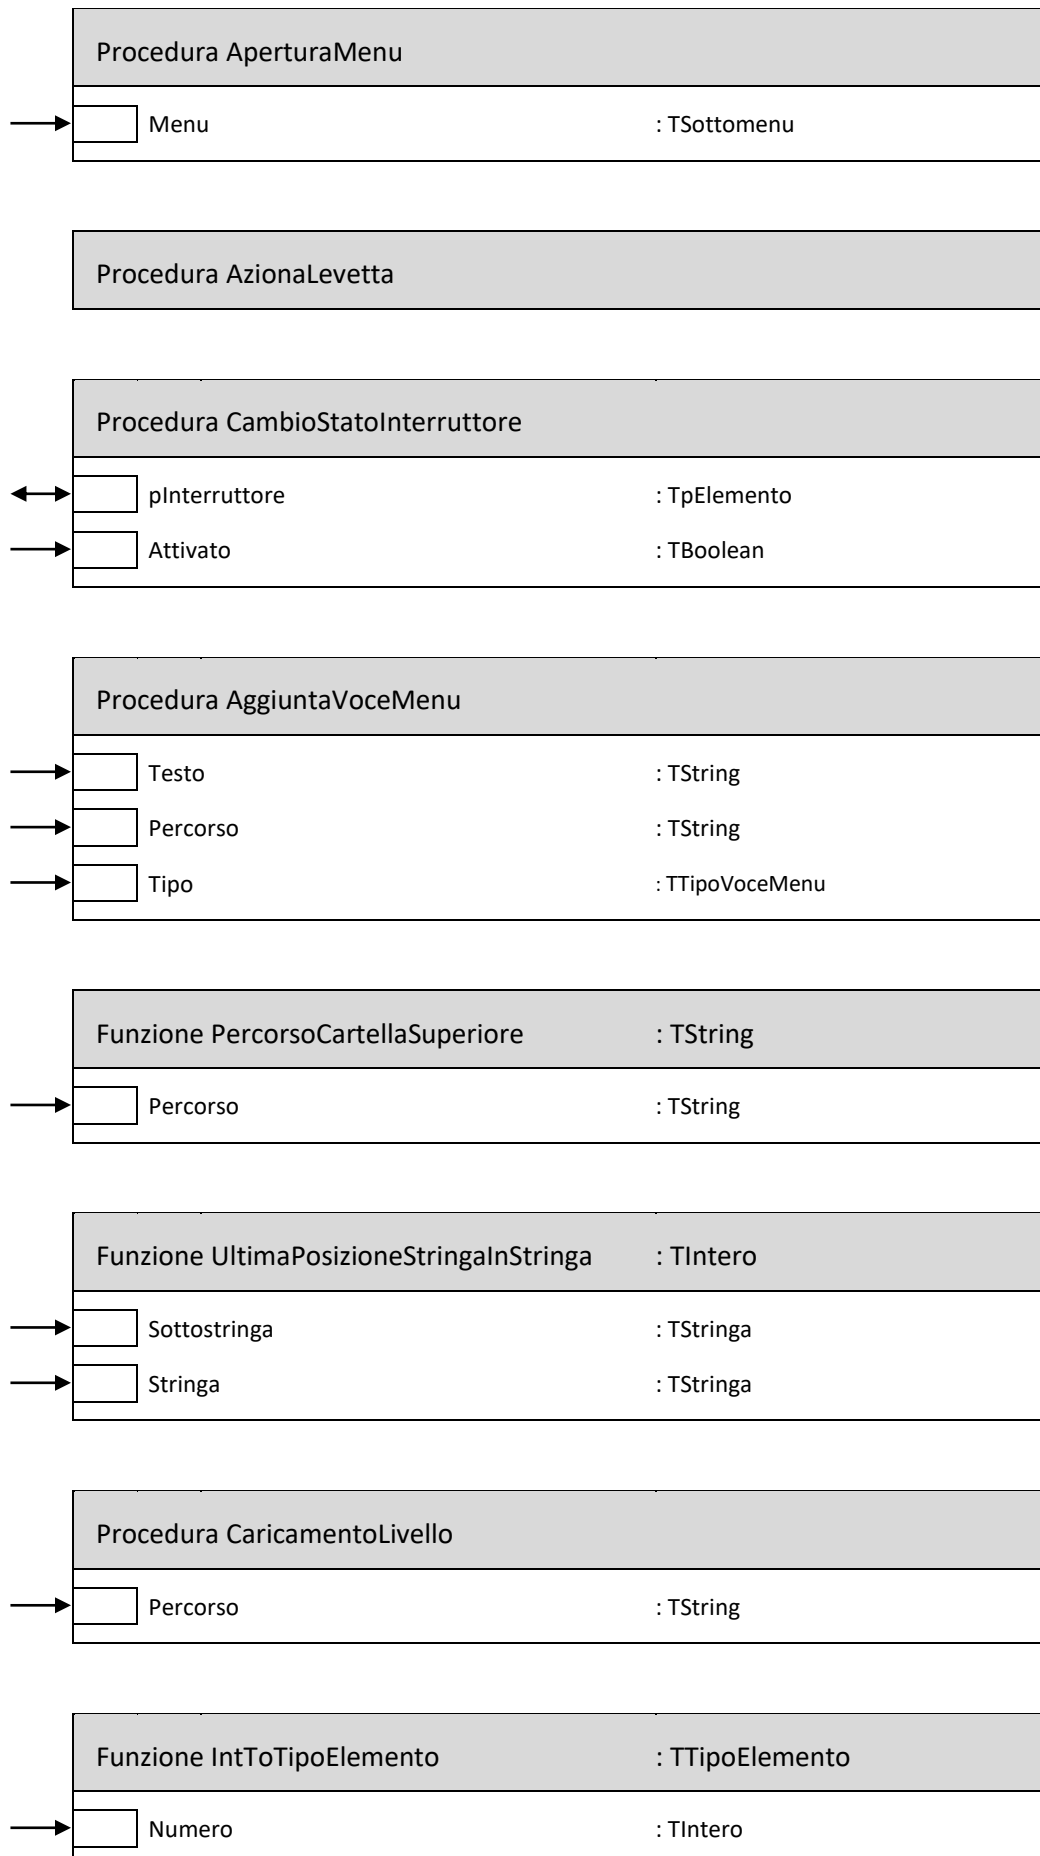 Procedura AperturaMenu
Menu : TSottomenu
Procedura AzionaLevetta
Procedura CambioStatoInterruttore
pInterruttore : TpElemento
Attivato : TBoolean
Procedura AggiuntaVoceMenu
Testo : TString
Percorso : TString
Tipo : TTipoVoceMenu
Funzione PercorsoCartellaSuperiore : TString
Percorso : TString
Funzione UltimaPosizioneStringaInStringa : TIntero
Sottostringa : TStringa
Stringa : TStringa
Procedura CaricamentoLivello
Percorso : TString
Funzione IntToTipoElemento : TTipoElemento
Numero : TIntero